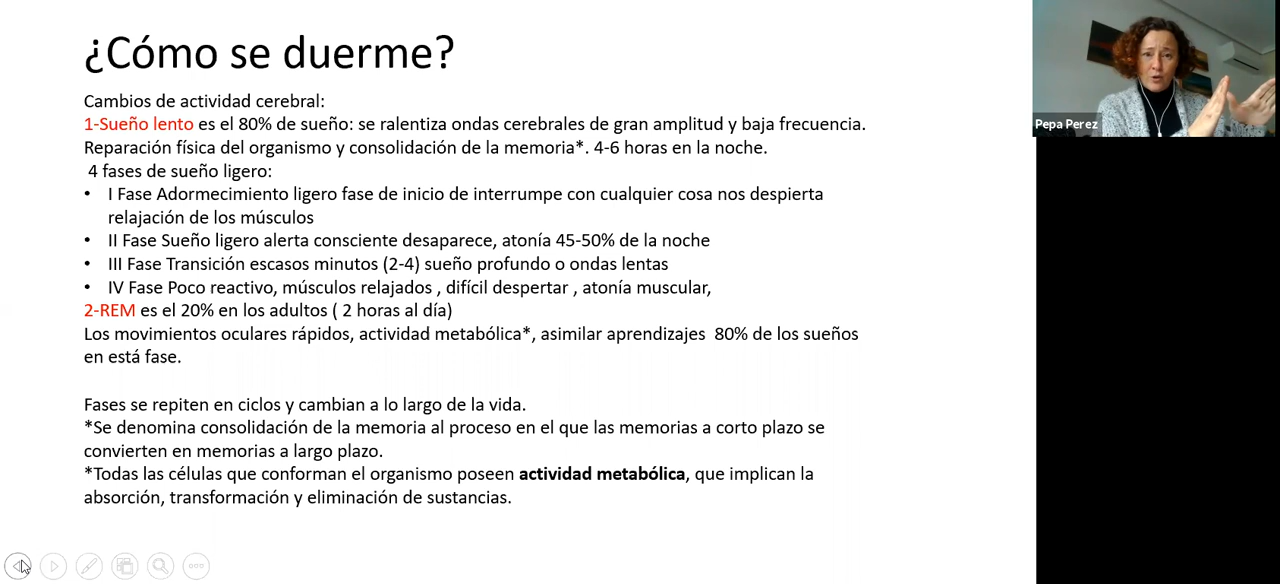 ¿Cómo se duerme?
Cambios de actividad cerebral:
1-Sueño lento es el 80% de sueño: se ralentiza ondas cerebrales de gran amplitud y baja frecuencia.
Reparación física del organismo y consolidación de la memoria*. 4-6 horas en la noche.
4 fases de sueño ligero:
• I Fase Adormecimiento ligero fase de inicio de interrumpe con cualquier cosa nos despierta
relajación de los músculos
• II Fase Sueño ligero alerta consciente desaparece, atonía 45-50% de la noche
• III Fase Transición escasos minutos (2-4) sueño profundo o ondas lentas
• IV Fase Poco reactivo, músculos relajados , difícil despertar , atonía muscular,
2-REM es el 20% en los adultos ( 2 horas al día)
Los movimientos oculares rápidos, actividad metabólica*, asimilar aprendizajes  80% de los sueños
en está fase.
Fases se repiten en ciclos y cambian a lo largo de la vida.
*Se denomina consolidación de la memoria al proceso en el que las memorias a corto plazo se
convierten en memorias a largo plazo.
*Todas las células que conforman el organismo poseen actividad metabólica, que implican la
absorción, transformación y eliminación de sustancias.
Pepa Perez